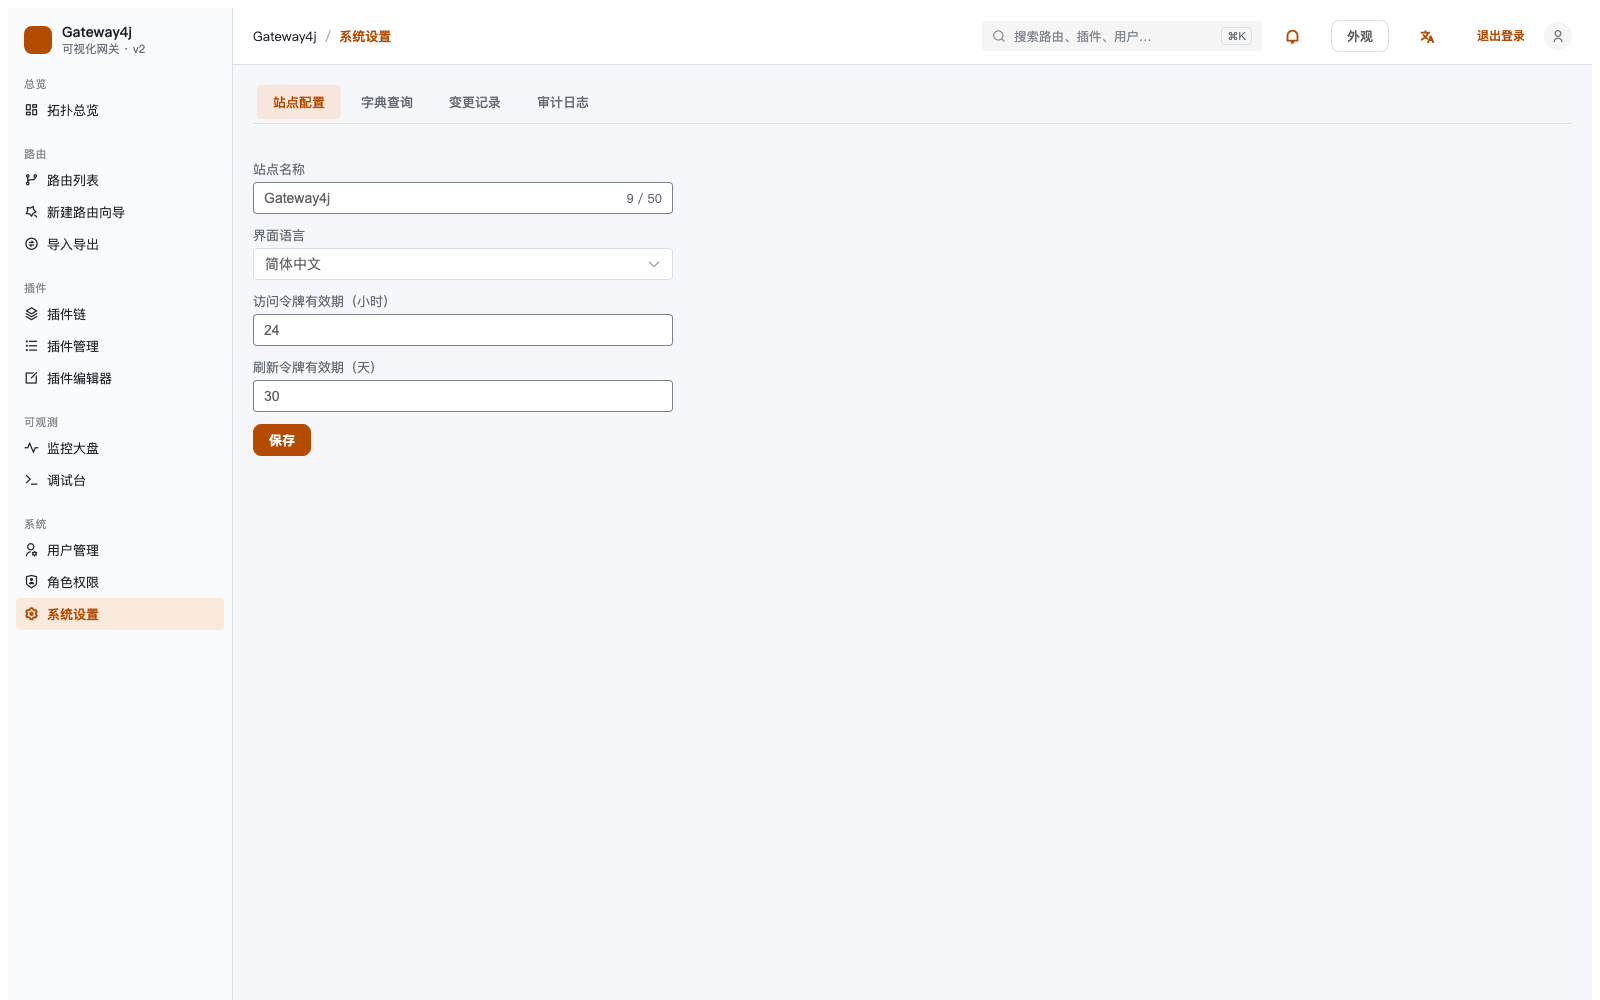 Gateway4j
可视化网关 · v2
总览
拓扑总览
路由
路由列表
新建路由向导
导入导出
插件
插件链
插件管理
插件编辑器
可观测
监控大盘
调试台
系统
用户管理
角色权限
系统设置
Gateway4j / 系统设置
搜索路由、插件、用户... ⌘K
外观
退出登录
站点配置 字典查询 变更记录 审计日志
站点名称
Gateway4j 9 / 50
界面语言
简体中文
访问令牌有效期（小时）
24
刷新令牌有效期（天）
30
保存